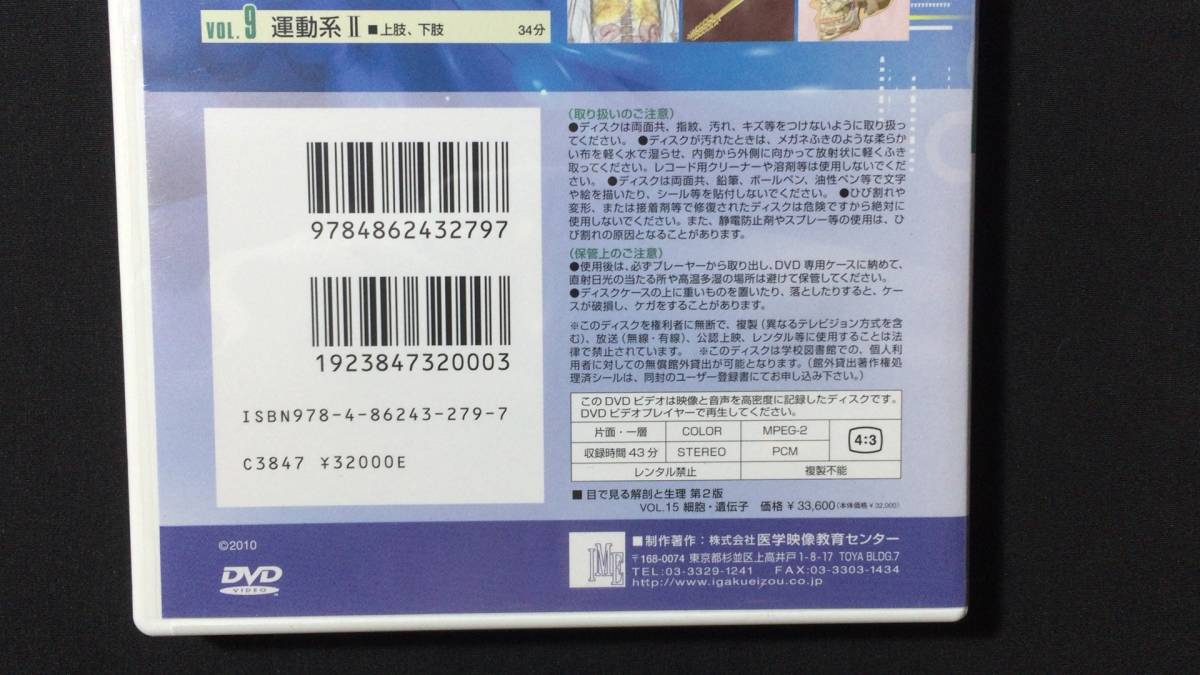 VOL. 9 運動系 II ■上肢、下肢 34分
9784862432797
1923847320003
ISBN978-4-86243-279-7
C3847 ¥32000E
(取り扱いのご注意)
●ディスクは両面共、指紋、汚れ、キズ等をつけないように取り扱っ
てください。 ●ディスクが汚れたときは、メガネふきのような柔らか
い布を軽く水で湿らせ、内側から外側に向かって放射状に軽くふき
取ってください。レコード用クリーナーや溶剤等は使用しないでくだ
さい。 ●ディスクは両面共、鉛筆、ボールペン、油性ペン等で文字
や絵を描いたり、シール等を貼付しないでください。 ●ひび割れや
変形、または接着剤等で修復されたディスクは危険ですから絶対に
使用しないでください。また、静電防止剤やスプレー等の使用は、ひ
び割れの原因となることがあります。
(保管上のご注意)
●使用後は、必ずプレーヤーから取り出し、DVD専用ケースに納めて、
直射日光の当たる所や高温多湿の場所は避けて保管してください。
●ディスクケースの上に重いものを置いたり、落としたりすると、ケー
スが破損し、ケガをすることがあります。
※このディスクを権利者に無断で、複製(異なるテレビジョン方式を含
む)、放送(無線・有線)、公認上映、レンタル等に使用することは法
律で禁止されています。 ※このディスクは学校図書館での、個人利
用者に対しての無償館外貸出が可能となります。(館外貸出著作権処
理済シールは、同封のユーザー登録書にてお申し込み下さい。)
このDVDビデオは映像と音声を高密度に記録したディスクです。
DVDビデオプレイヤーで再生してください。
片面・一層 COLOR MPEG-2
収録時間43分 STEREO PCM
4:3
レンタル禁止 複製不能
■ 目で見る解剖と生理 第2版
VOL.15 細胞・遺伝子 価格 ¥33,600(本体価格¥32,000)
©2010
DVD
VIDEO
IME
■制作著作:株式会社医学映像教育センター
〒168-0074 東京都杉並区上高井戸1-8-17 TOYA BLDG.7
TEL:03-3329-1241 FAX:03-3303-1434
http://www.igakueizou.co.jp